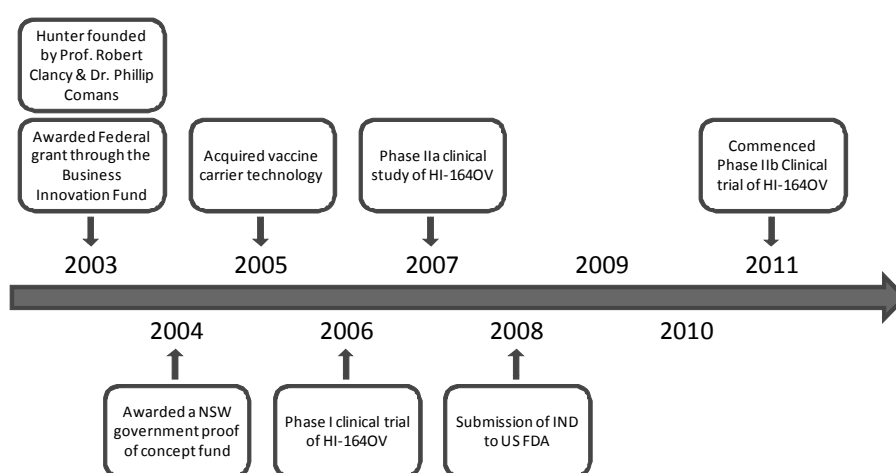 Hunter founded
by Prof. Robert
Clancy & Dr. Phillip
Comans
Awarded Federal
grant through the
Business
Innovation Fund
Acquired vaccine
carrier technology
Phase IIa clinical
study of HI-164OV
Commenced
Phase IIb Clinical
trial of HI-164OV
2003
2005
2007
2009
2011
2004
2006
2008
2010
Awarded a NSW
government proof
of concept fund
Phase I clinical trial
of HI-164OV
Submission of IND
to US FDA